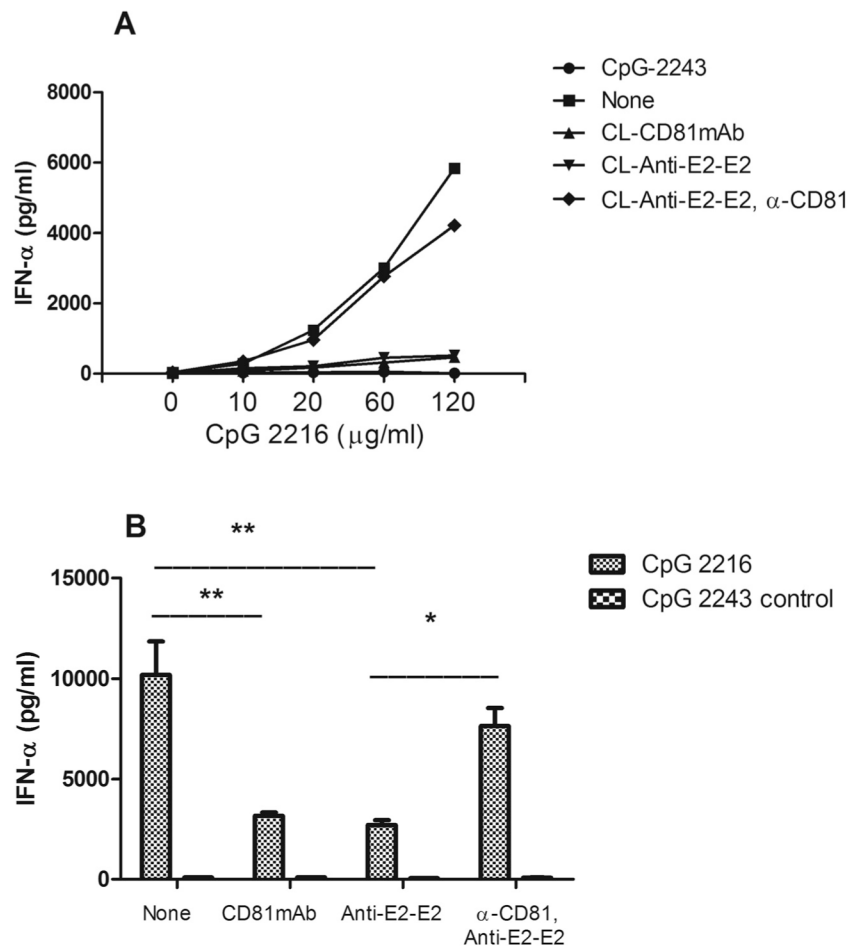 A
CpG-2243
None
CL-CD81mAb
CL-Anti-E2-E2
CL-Anti-E2-E2, α-CD81
IFN-α (pg/ml)
8000
6000
4000
2000
0
0 10 20 60 120
CpG 2216 (μg/ml)
B
CpG 2216
CpG 2243 control
**
**
*
IFN-α (pg/ml)
15000
10000
5000
0
None CD81mAb Anti-E2-E2 α-CD81,
Anti-E2-E2